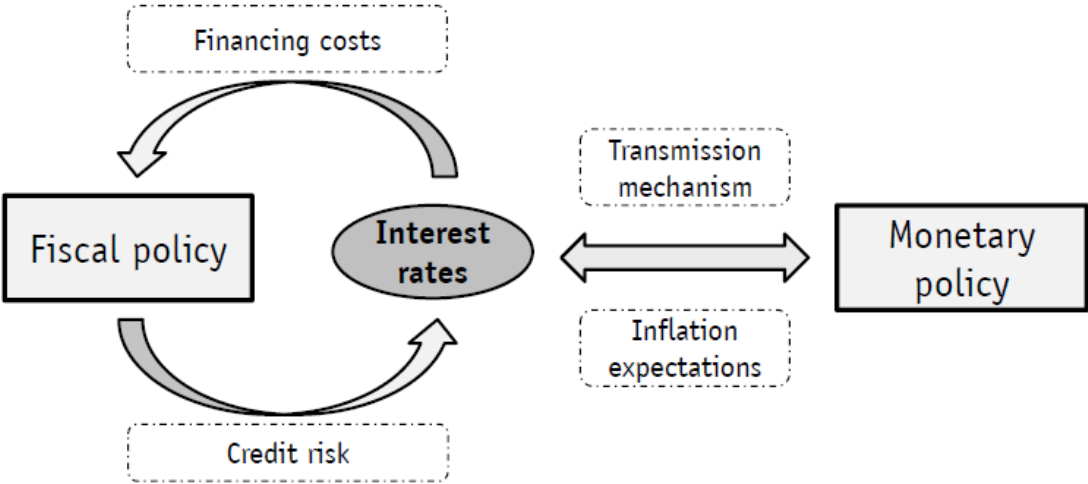 Financing costs
Transmission
mechanism
Fiscal policy
Interest
rates
Monetary
policy
Inflation
expectations
Credit risk